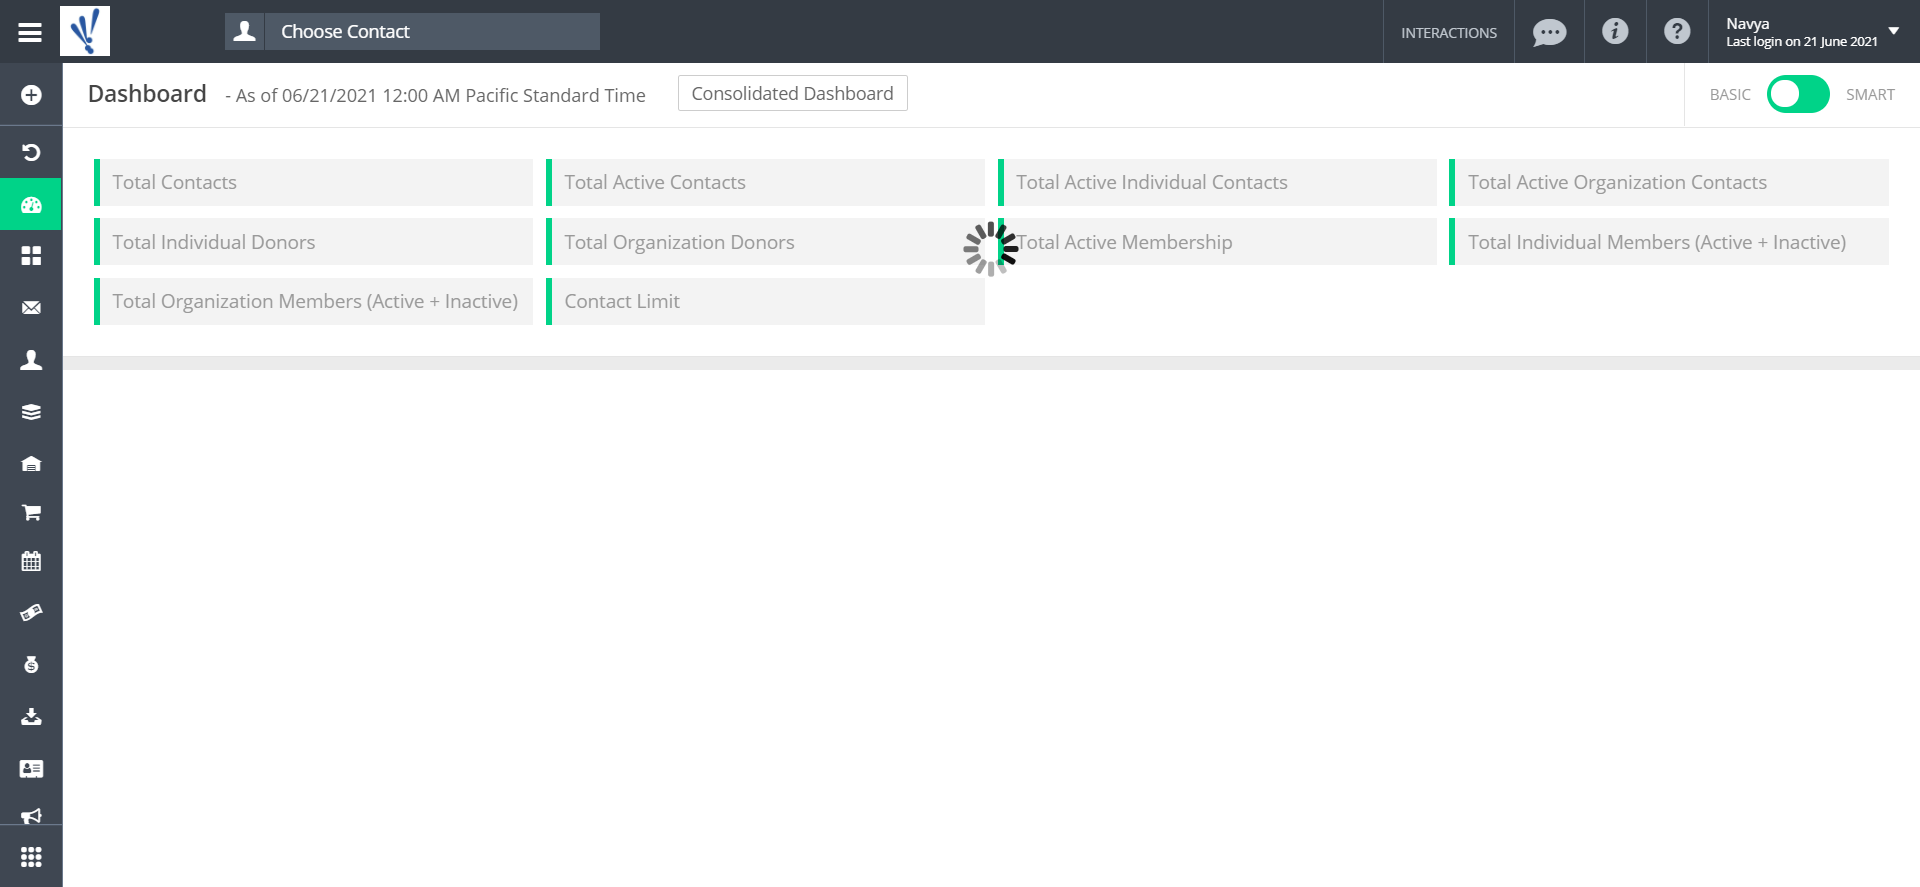 Choose Contact
INTERACTIONS
Navya
Last login on 21 June 2021
Dashboard - As of 06/21/2021 12:00 AM Pacific Standard Time
Consolidated Dashboard
BASIC
SMART
Total Contacts
Total Active Contacts
Total Active Individual Contacts
Total Active Organization Contacts
Total Individual Donors
Total Organization Donors
Total Active Membership
Total Individual Members (Active + Inactive)
Total Organization Members (Active + Inactive)
Contact Limit